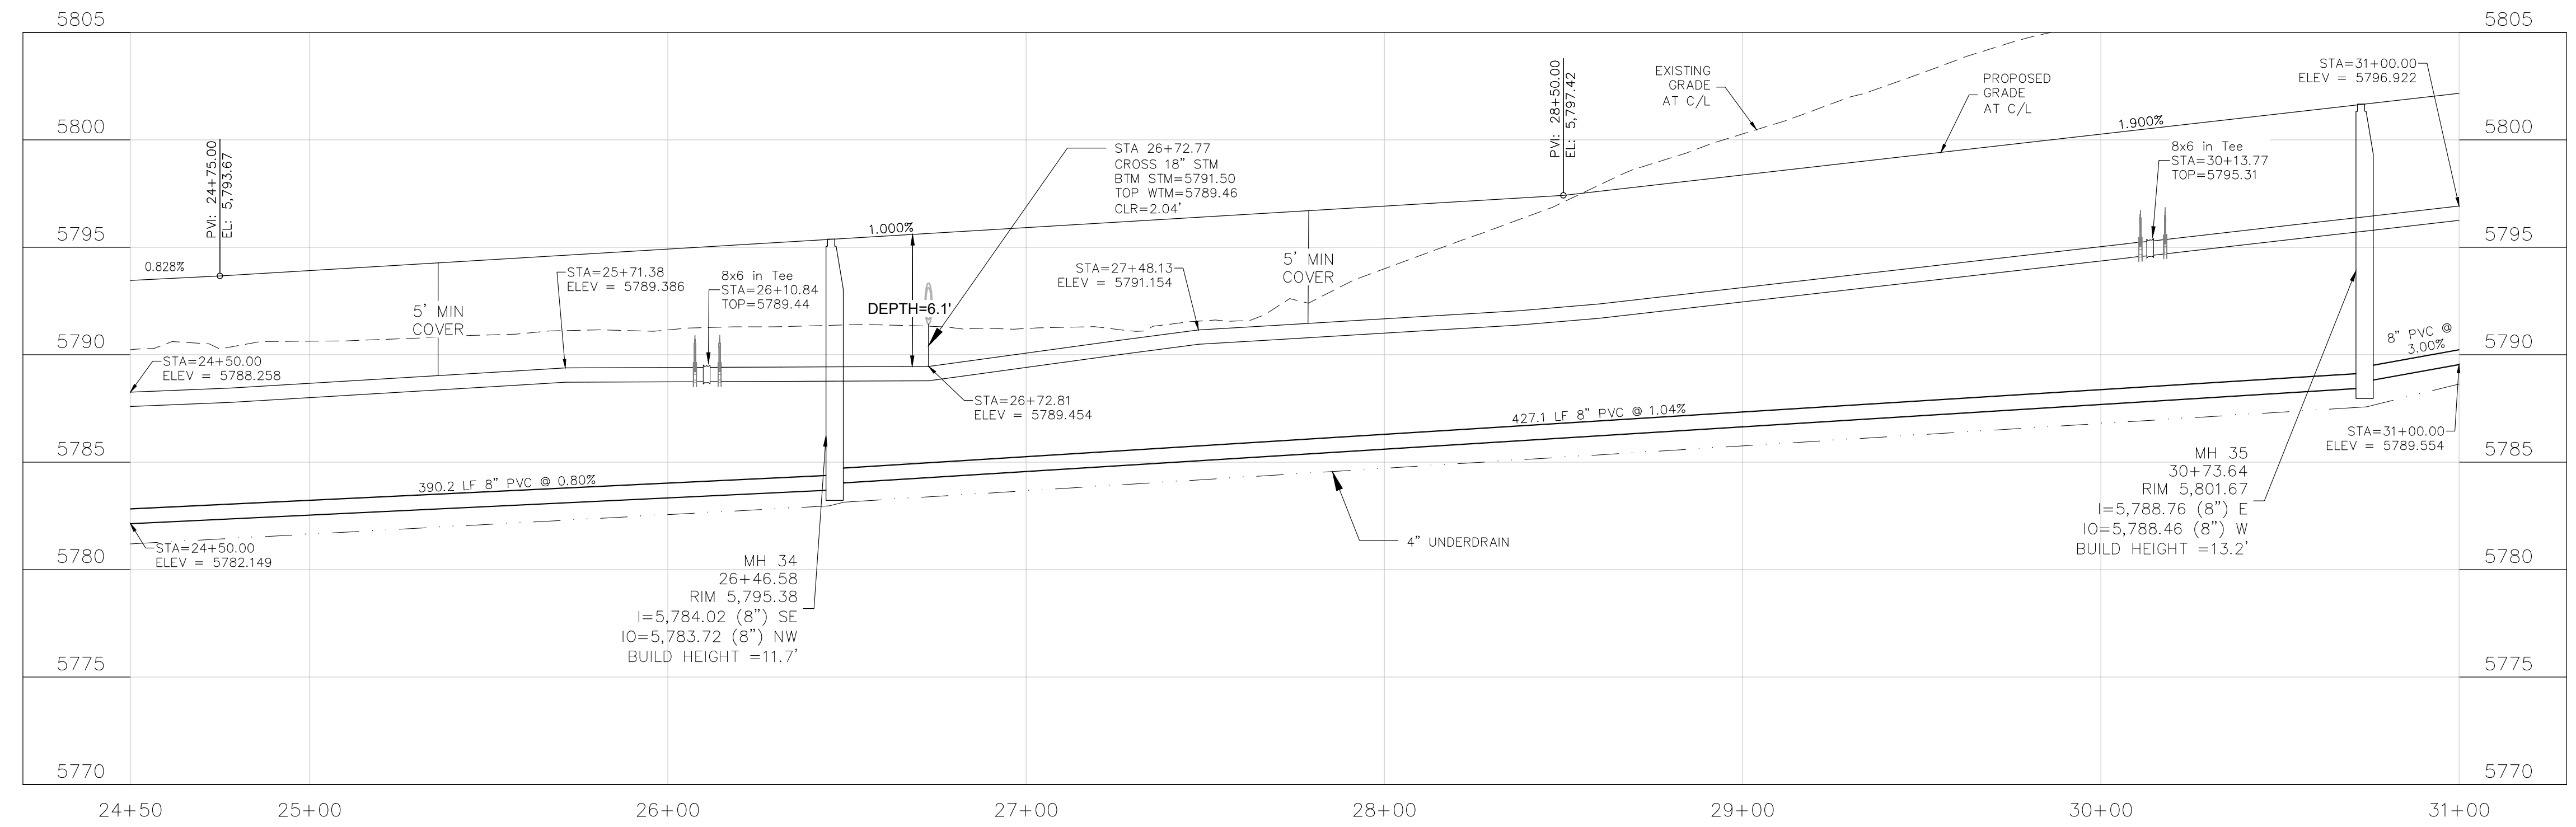 5805
5805
5800
5800
5795
5795
5790
5790
5785
5785
5780
5780
5775
5775
5770
5770
PVI: 24+75.00
EL: 5,793.67
0.828%
5' MIN
COVER
STA=24+50.00
ELEV = 5788.258
STA=25+71.38
ELEV = 5789.386
8x6 in Tee
STA=26+10.84
TOP=5789.44
1.000%
DEPTH=6.1'
STA 26+72.77
CROSS 18" STM
BTM STM=5791.50
TOP WTM=5789.46
CLR=2.04'
STA=26+72.81
ELEV = 5789.454
STA=27+48.13
ELEV = 5791.154
5' MIN
COVER
PVI: 28+50.00
EL: 5,797.42
EXISTING
GRADE
AT C/L
PROPOSED
GRADE
AT C/L
1.900%
8x6 in Tee
STA=30+13.77
TOP=5795.31
STA=31+00.00
ELEV = 5796.922
8" PVC @
3.00%
390.2 LF 8" PVC @ 0.80%
427.1 LF 8" PVC @ 1.04%
STA=24+50.00
ELEV = 5782.149
MH 34
26+46.58
RIM 5,795.38
I=5,784.02 (8") SE
IO=5,783.72 (8") NW
BUILD HEIGHT =11.7'
4" UNDERDRAIN
STA=31+00.00
ELEV = 5789.554
MH 35
30+73.64
RIM 5,801.67
I=5,788.76 (8") E
IO=5,788.46 (8") W
BUILD HEIGHT =13.2'
24+50
25+00
26+00
27+00
28+00
29+00
30+00
31+00